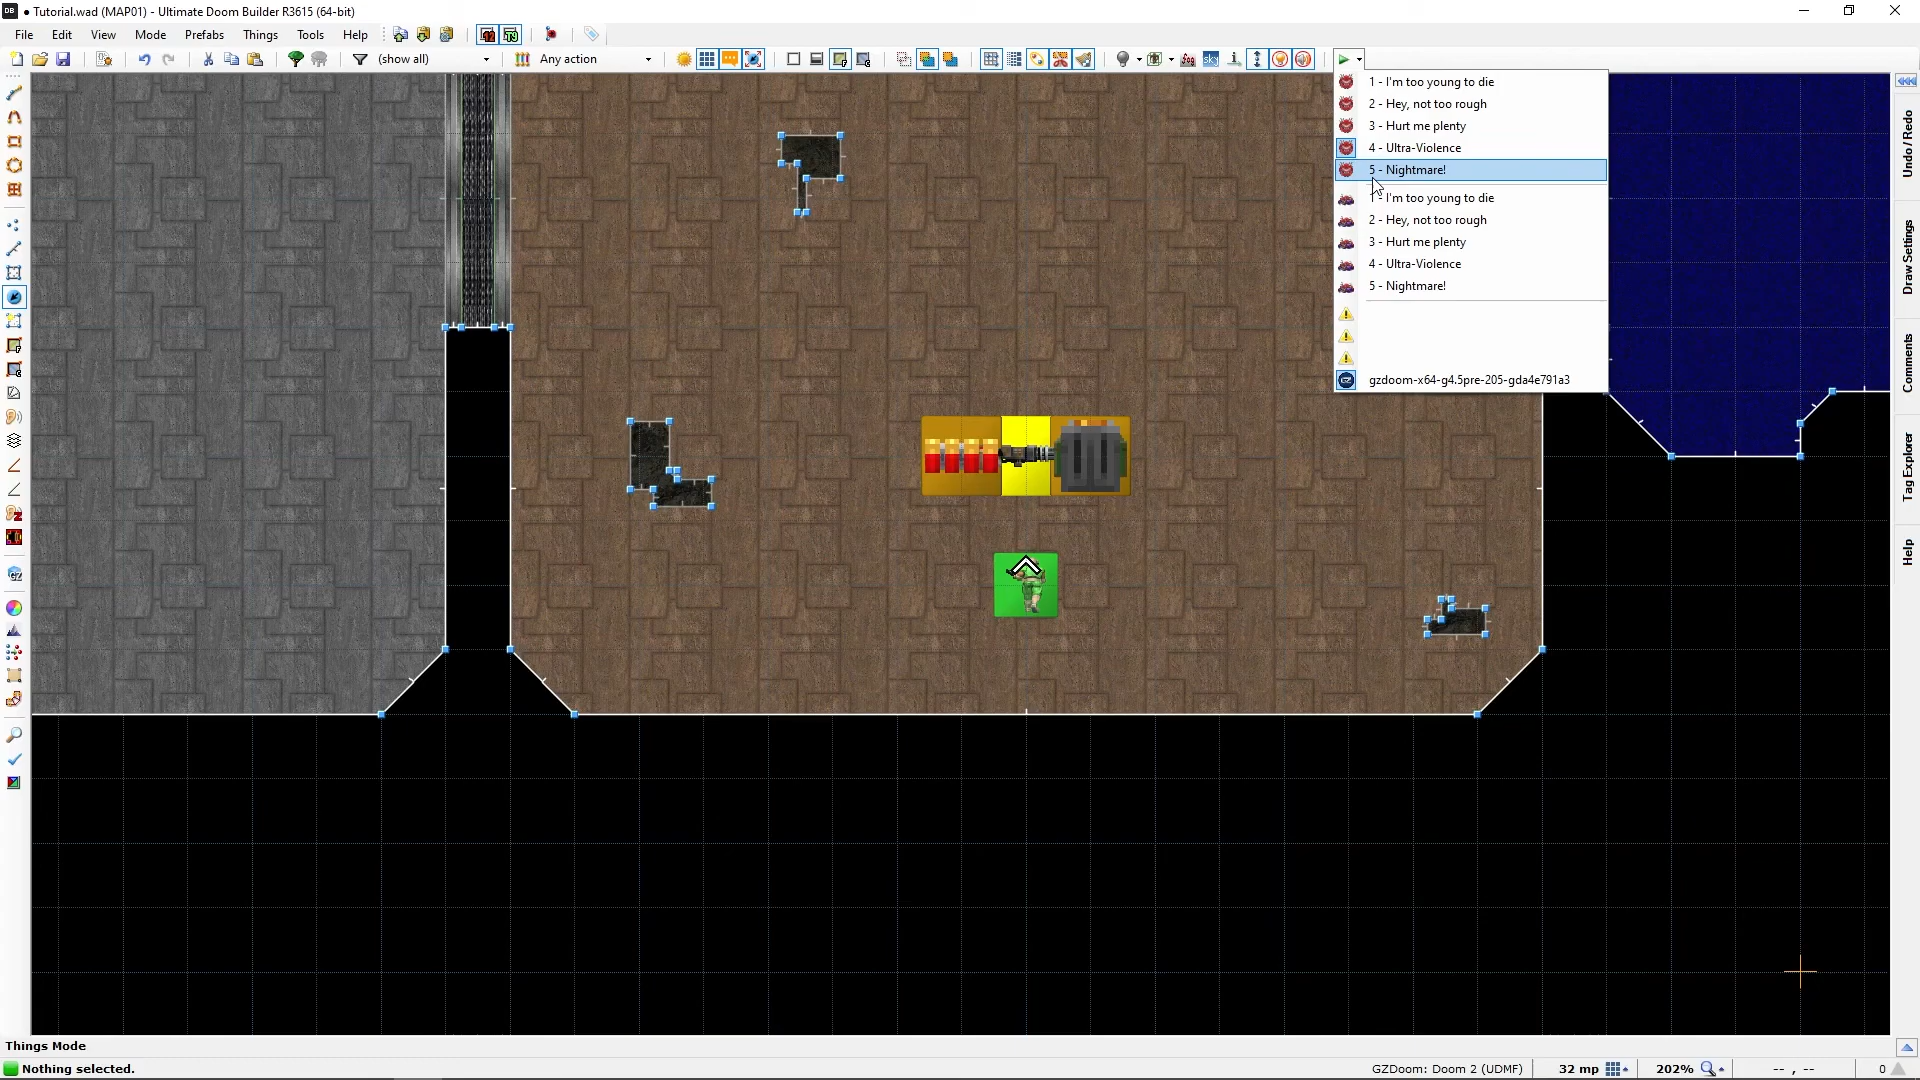 DB • Tutorial.wad (MAP01) - Ultimate Doom Builder R3615 (64-bit)
File Edit View Mode Prefabs Things Tools Help
(show all) Any action
1 - I'm too young to die
2 - Hey, not too rough
3 - Hurt me plenty
4 - Ultra-Violence
5 - Nightmare!
1 - I'm too young to die
2 - Hey, not too rough
3 - Hurt me plenty
4 - Ultra-Violence
5 - Nightmare!
gzdoom-x64-g4.5pre-205-gda4e791a3
Undo / Redo
Draw Settings
Comments
Tag Explorer
Help
Things Mode
Nothing selected.
GZDoom: Doom 2 (UDMF) 32 mp 202% -- , -- 0